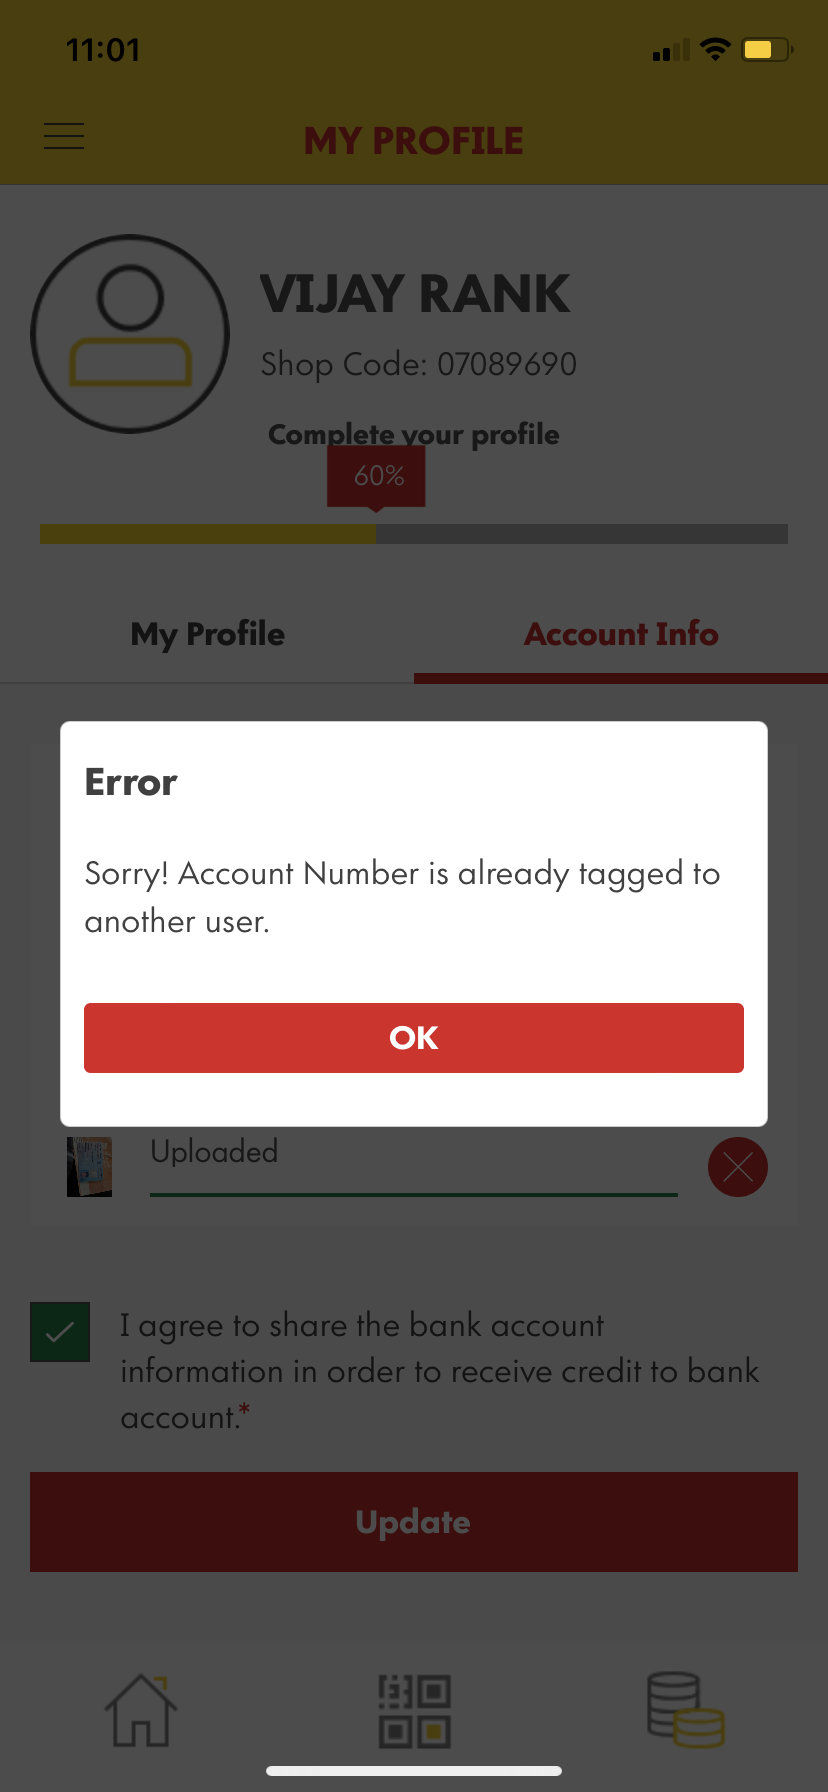 11:01
MY PROFILE
VIJAY RANK
Shop Code: 07089690
Complete your profile
60%
My Profile
Account Info
Error
Sorry! Account Number is already tagged to
another user.
OK
Uploaded
I agree to share the bank account
information in order to receive credit to bank
account.*
Update